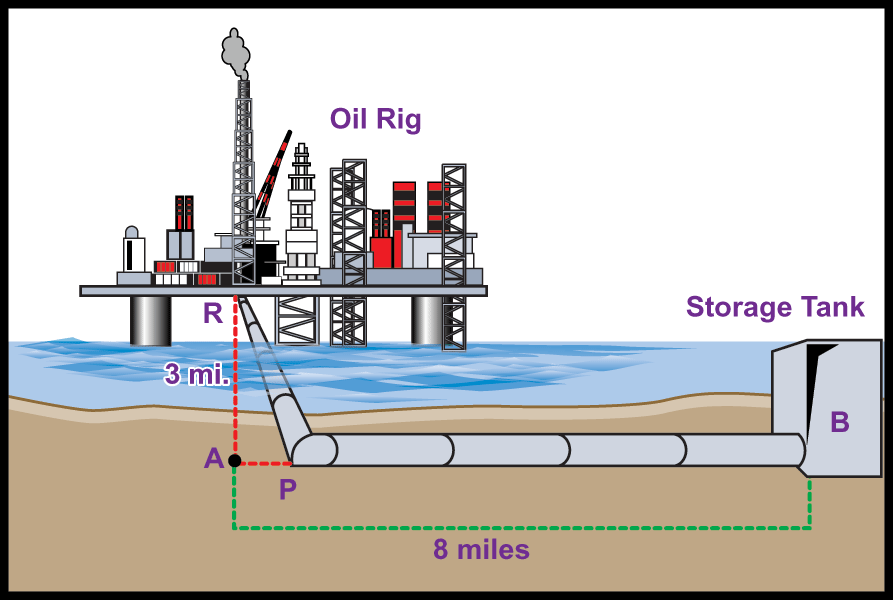 Oil Rig
R
Storage Tank
3 mi.
B
A
P
8 miles